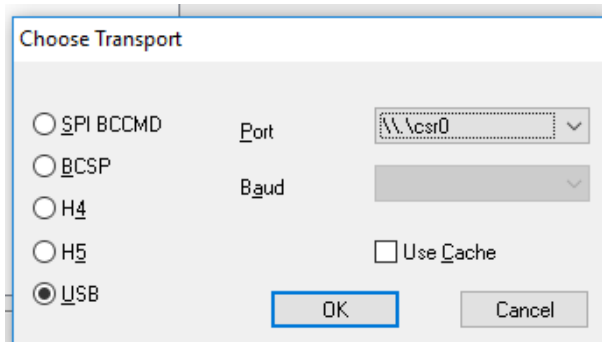 Choose Transport
SPI BCCMD
BCSP
H4
H5
USB
Port
\\.\csr0
Baud
Use Cache
OK
Cancel